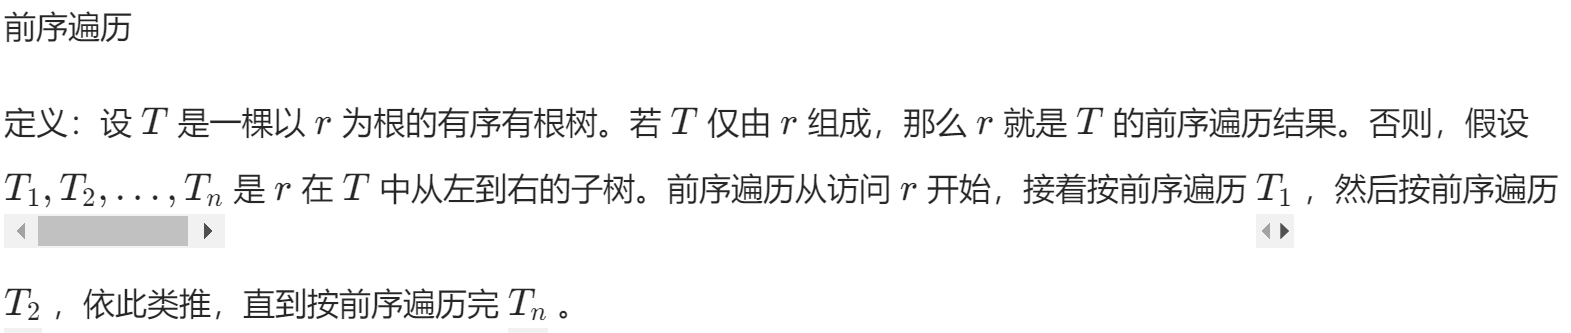 前序遍历
定义：设 T 是一棵以 r 为根的有序有根树。若 T 仅由 r 组成，那么 r 就是 T 的前序遍历结果。否则，假设
T₁, T₂, . . . , Tₙ 是 r 在 T 中从左到右的子树。前序遍历从访问 r 开始，接着按前序遍历 T₁ ，然后按前序遍历
T₂ ，依此类推，直到按前序遍历完 Tₙ 。